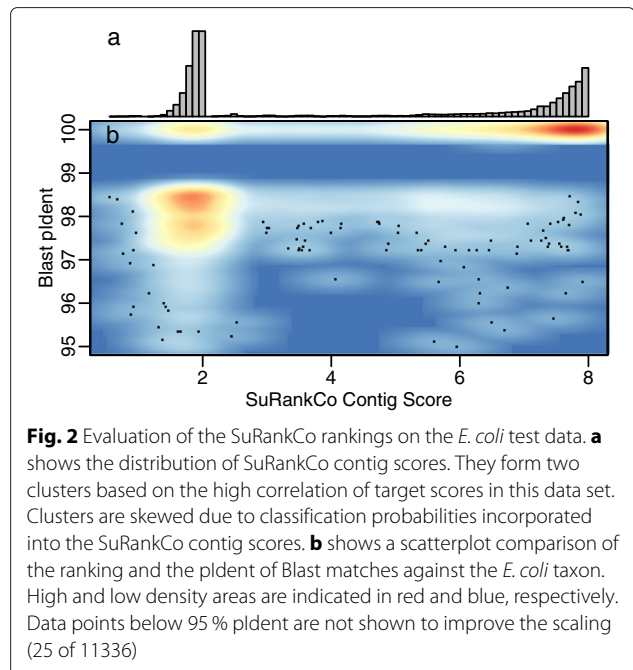 a
b
100
99
98
97
96
95
Blast pIdent
2
4
6
8
SuRankCo Contig Score
Fig. 2 Evaluation of the SuRankCo rankings on the E. coli test data. a
shows the distribution of SuRankCo contig scores. They form two
clusters based on the high correlation of target scores in this data set.
Clusters are skewed due to classification probabilities incorporated
into the SuRankCo contig scores. b shows a scatterplot comparison of
the ranking and the pIdent of Blast matches against the E. coli taxon.
High and low density areas are indicated in red and blue, respectively.
Data points below 95 % pIdent are not shown to improve the scaling
(25 of 11336)